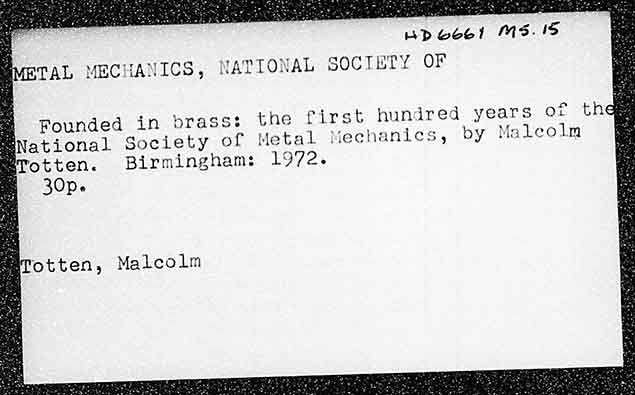 HD6661 M5.15
METAL MECHANICS, NATIONAL SOCIETY OF
Founded in brass: the first hundred years of the
National Society of Metal Mechanics, by Malcolm
Totten. Birmingham: 1972.
30p.
Totten, Malcolm